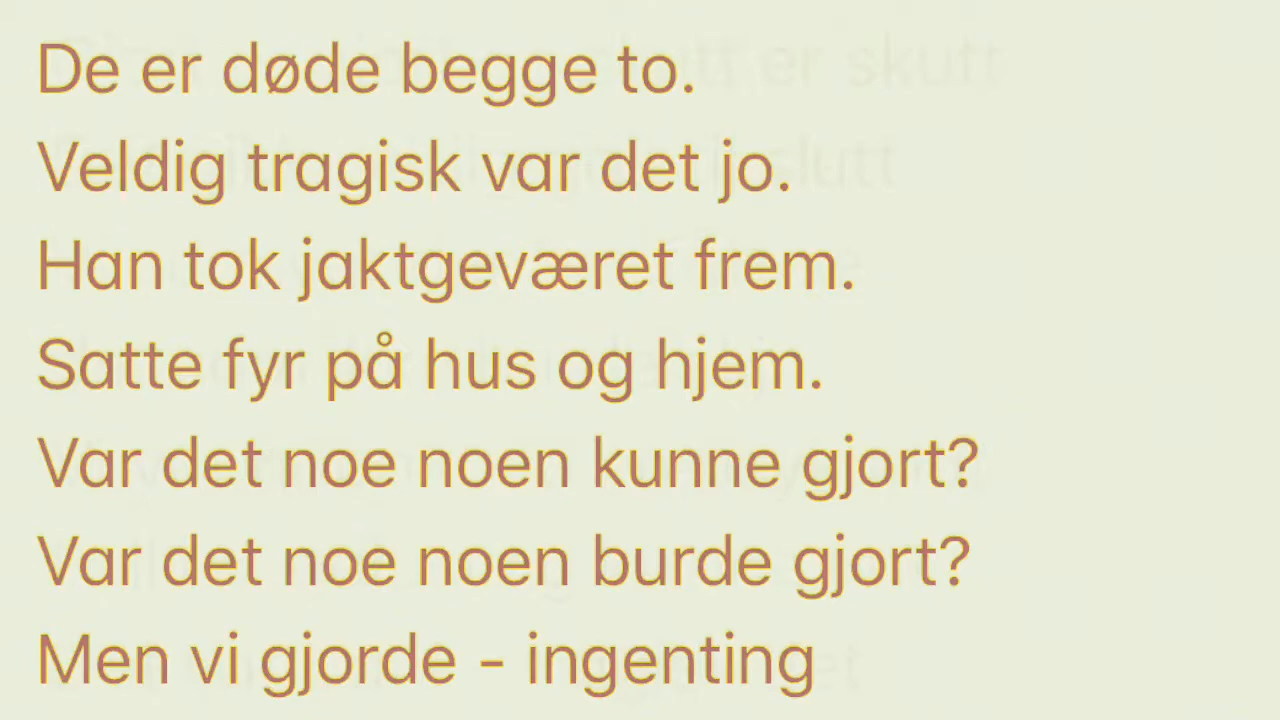 De er døde begge to.
Veldig tragisk var det jo.
Han tok jaktgeværet frem.
Satte fyr på hus og hjem.
Var det noe noen kunne gjort?
Var det noe noen burde gjort?
Men vi gjorde - ingenting